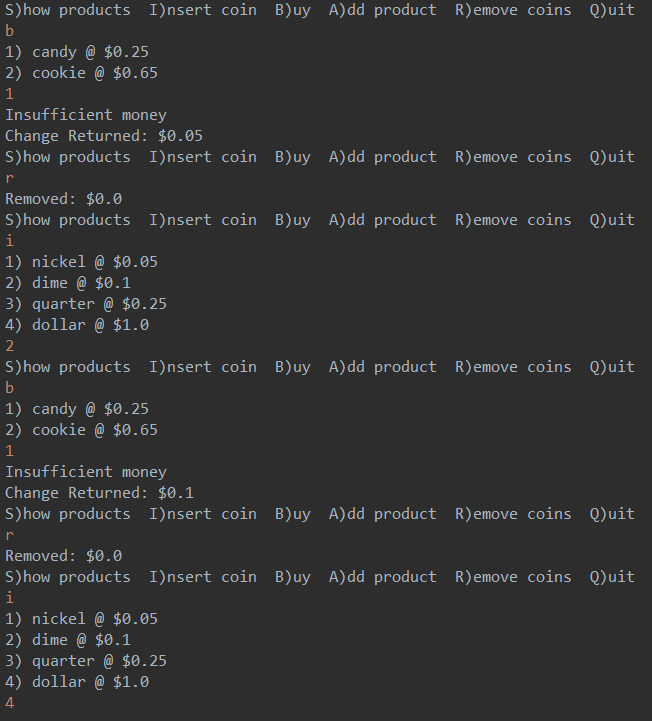 S)how products  I)nsert coin  B)uy  A)dd product  R)emove coins  Q)uit
b
1) candy @ $0.25
2) cookie @ $0.65
1
Insufficient money
Change Returned: $0.05
S)how products  I)nsert coin  B)uy  A)dd product  R)emove coins  Q)uit
r
Removed: $0.0
S)how products  I)nsert coin  B)uy  A)dd product  R)emove coins  Q)uit
i
1) nickel @ $0.05
2) dime @ $0.1
3) quarter @ $0.25
4) dollar @ $1.0
2
S)how products  I)nsert coin  B)uy  A)dd product  R)emove coins  Q)uit
b
1) candy @ $0.25
2) cookie @ $0.65
1
Insufficient money
Change Returned: $0.1
S)how products  I)nsert coin  B)uy  A)dd product  R)emove coins  Q)uit
r
Removed: $0.0
S)how products  I)nsert coin  B)uy  A)dd product  R)emove coins  Q)uit
i
1) nickel @ $0.05
2) dime @ $0.1
3) quarter @ $0.25
4) dollar @ $1.0
4